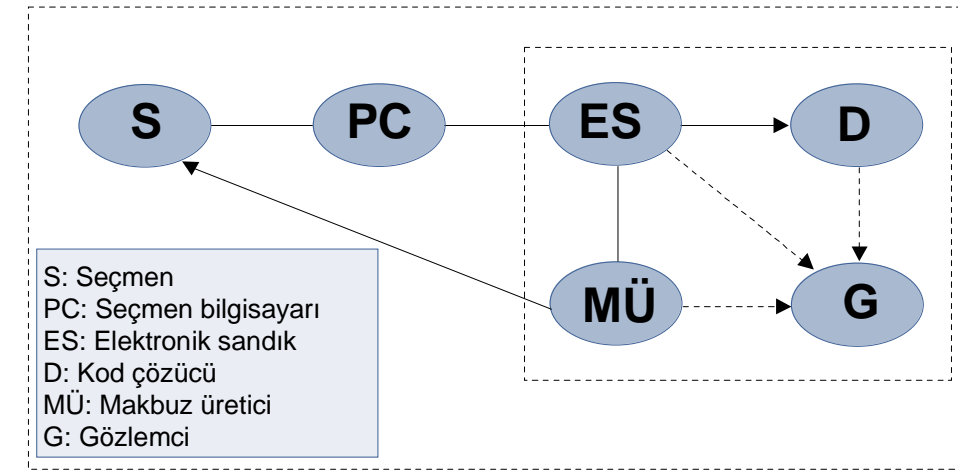 S
PC
ES
D
MÜ
G
S: Seçmen
PC: Seçmen bilgisayarı
ES: Elektronik sandık
D: Kod çözücü
MÜ: Makbuz üretici
G: Gözlemci